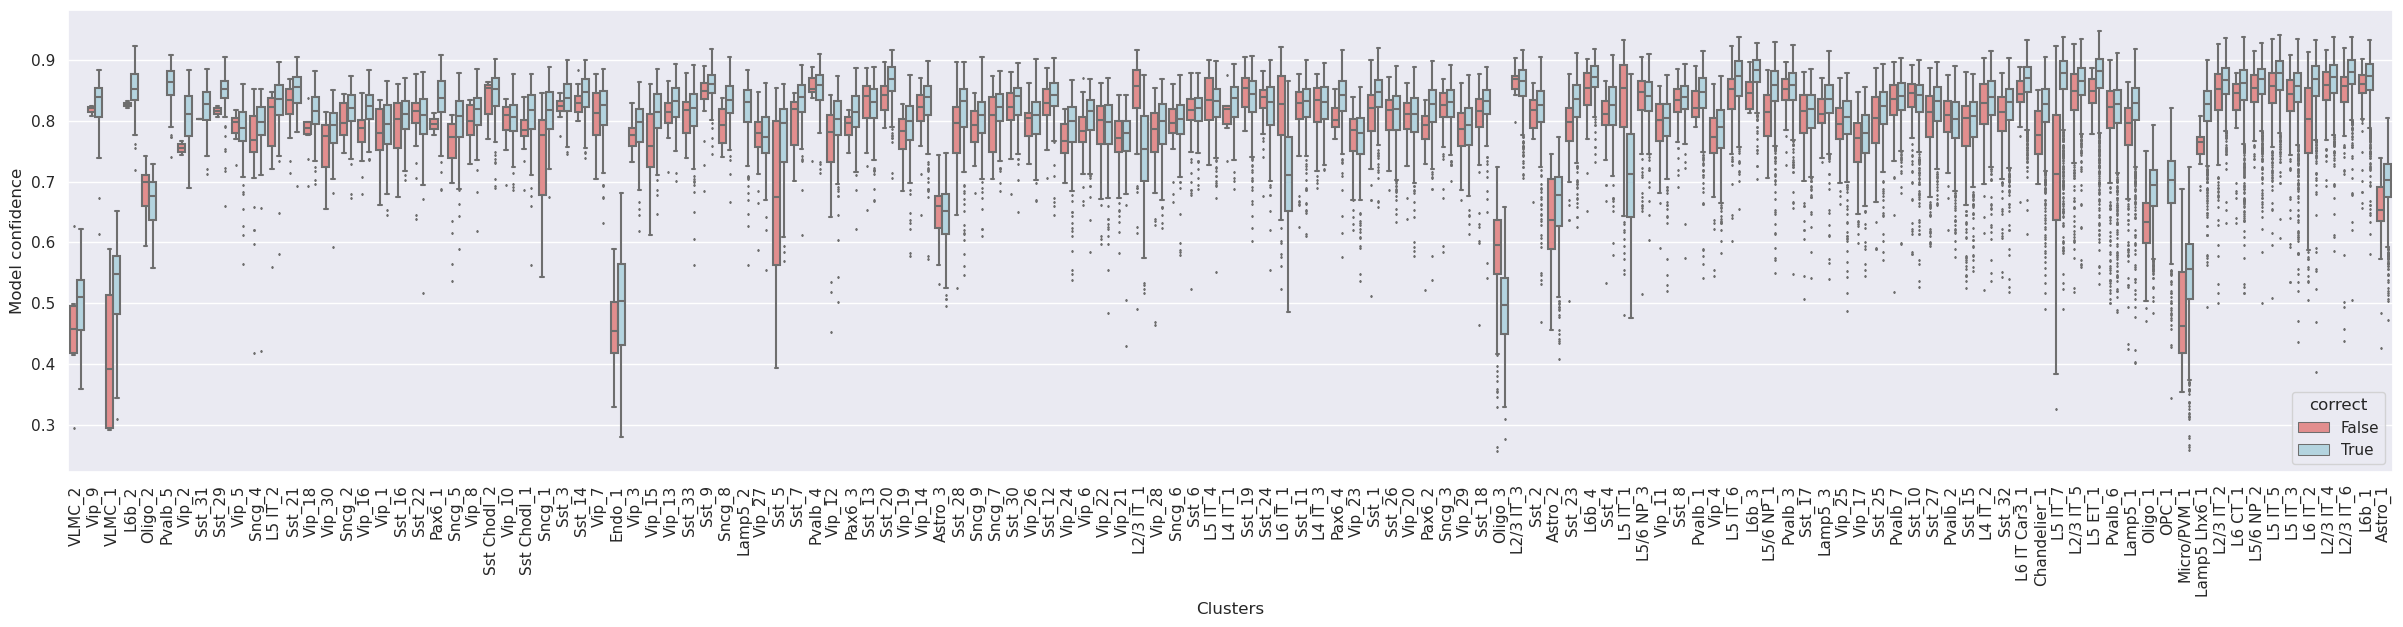 Model confidence
0.9
0.8
0.7
0.6
0.5
0.4
0.3
correct
False
True
VLMC_2
Vip_9
VLMC_1
L6b_2
Oligo_2
Pvalb_5
Vip_2
Sst_31
Sst_29
Vip_5
Sncg_4
L5 IT_2
Sst_21
Vip_18
Vip_30
Sncg_2
Vip_16
Vip_1
Sst_16
Sst_22
Pax6_1
Sncg_5
Vip_8
Sst Chodl_2
Vip_10
Sst Chodl_1
Sncg_1
Sst_3
Sst_14
Vip_7
Endo_1
Vip_3
Vip_15
Vip_13
Sst_33
Sst_9
Sncg_8
Lamp5_2
Vip_27
Sst_5
Sst_7
Pvalb_4
Vip_12
Pax6_3
Sst_13
Sst_20
Vip_19
Vip_14
Astro_3
Sst_28
Sncg_9
Sncg_7
Sst_30
Vip_26
Sst_12
Vip_24
Vip_6
Vip_22
Vip_21
L2/3 IT_1
Vip_28
Sncg_6
Sst_6
L5 IT_4
L4 IT_1
Sst_19
Sst_24
L6 IT_1
Sst_11
L4 IT_3
Pax6_4
Vip_23
Sst_1
Sst_26
Vip_20
Pax6_2
Sncg_3
Vip_29
Sst_18
Oligo_3
L2/3 IT_3
Sst_2
Astro_2
Sst_23
L6b_4
Sst_4
L5 IT_1
L5/6 NP_3
Vip_11
Sst_8
Pvalb_1
Vip_4
L5 IT_6
L6b_3
L5/6 NP_1
Pvalb_3
Sst_17
Lamp5_3
Vip_25
Vip_17
Sst_25
Pvalb_7
Sst_10
Sst_27
Pvalb_2
Sst_15
L4 IT_2
Sst_32
L6 IT Car3_1
Chandelier_1
L5 IT_7
L2/3 IT_5
L5 ET_1
Pvalb_6
Lamp5_1
Oligo_1
OPC_1
Micro/PVM_1
Lamp5 Lhx6_1
L2/3 IT_2
L6 CT_1
L5/6 NP_2
L5 IT_5
L5 IT_3
L6 IT_2
L2/3 IT_4
L2/3 IT_6
L6b_1
Astro_1
Clusters